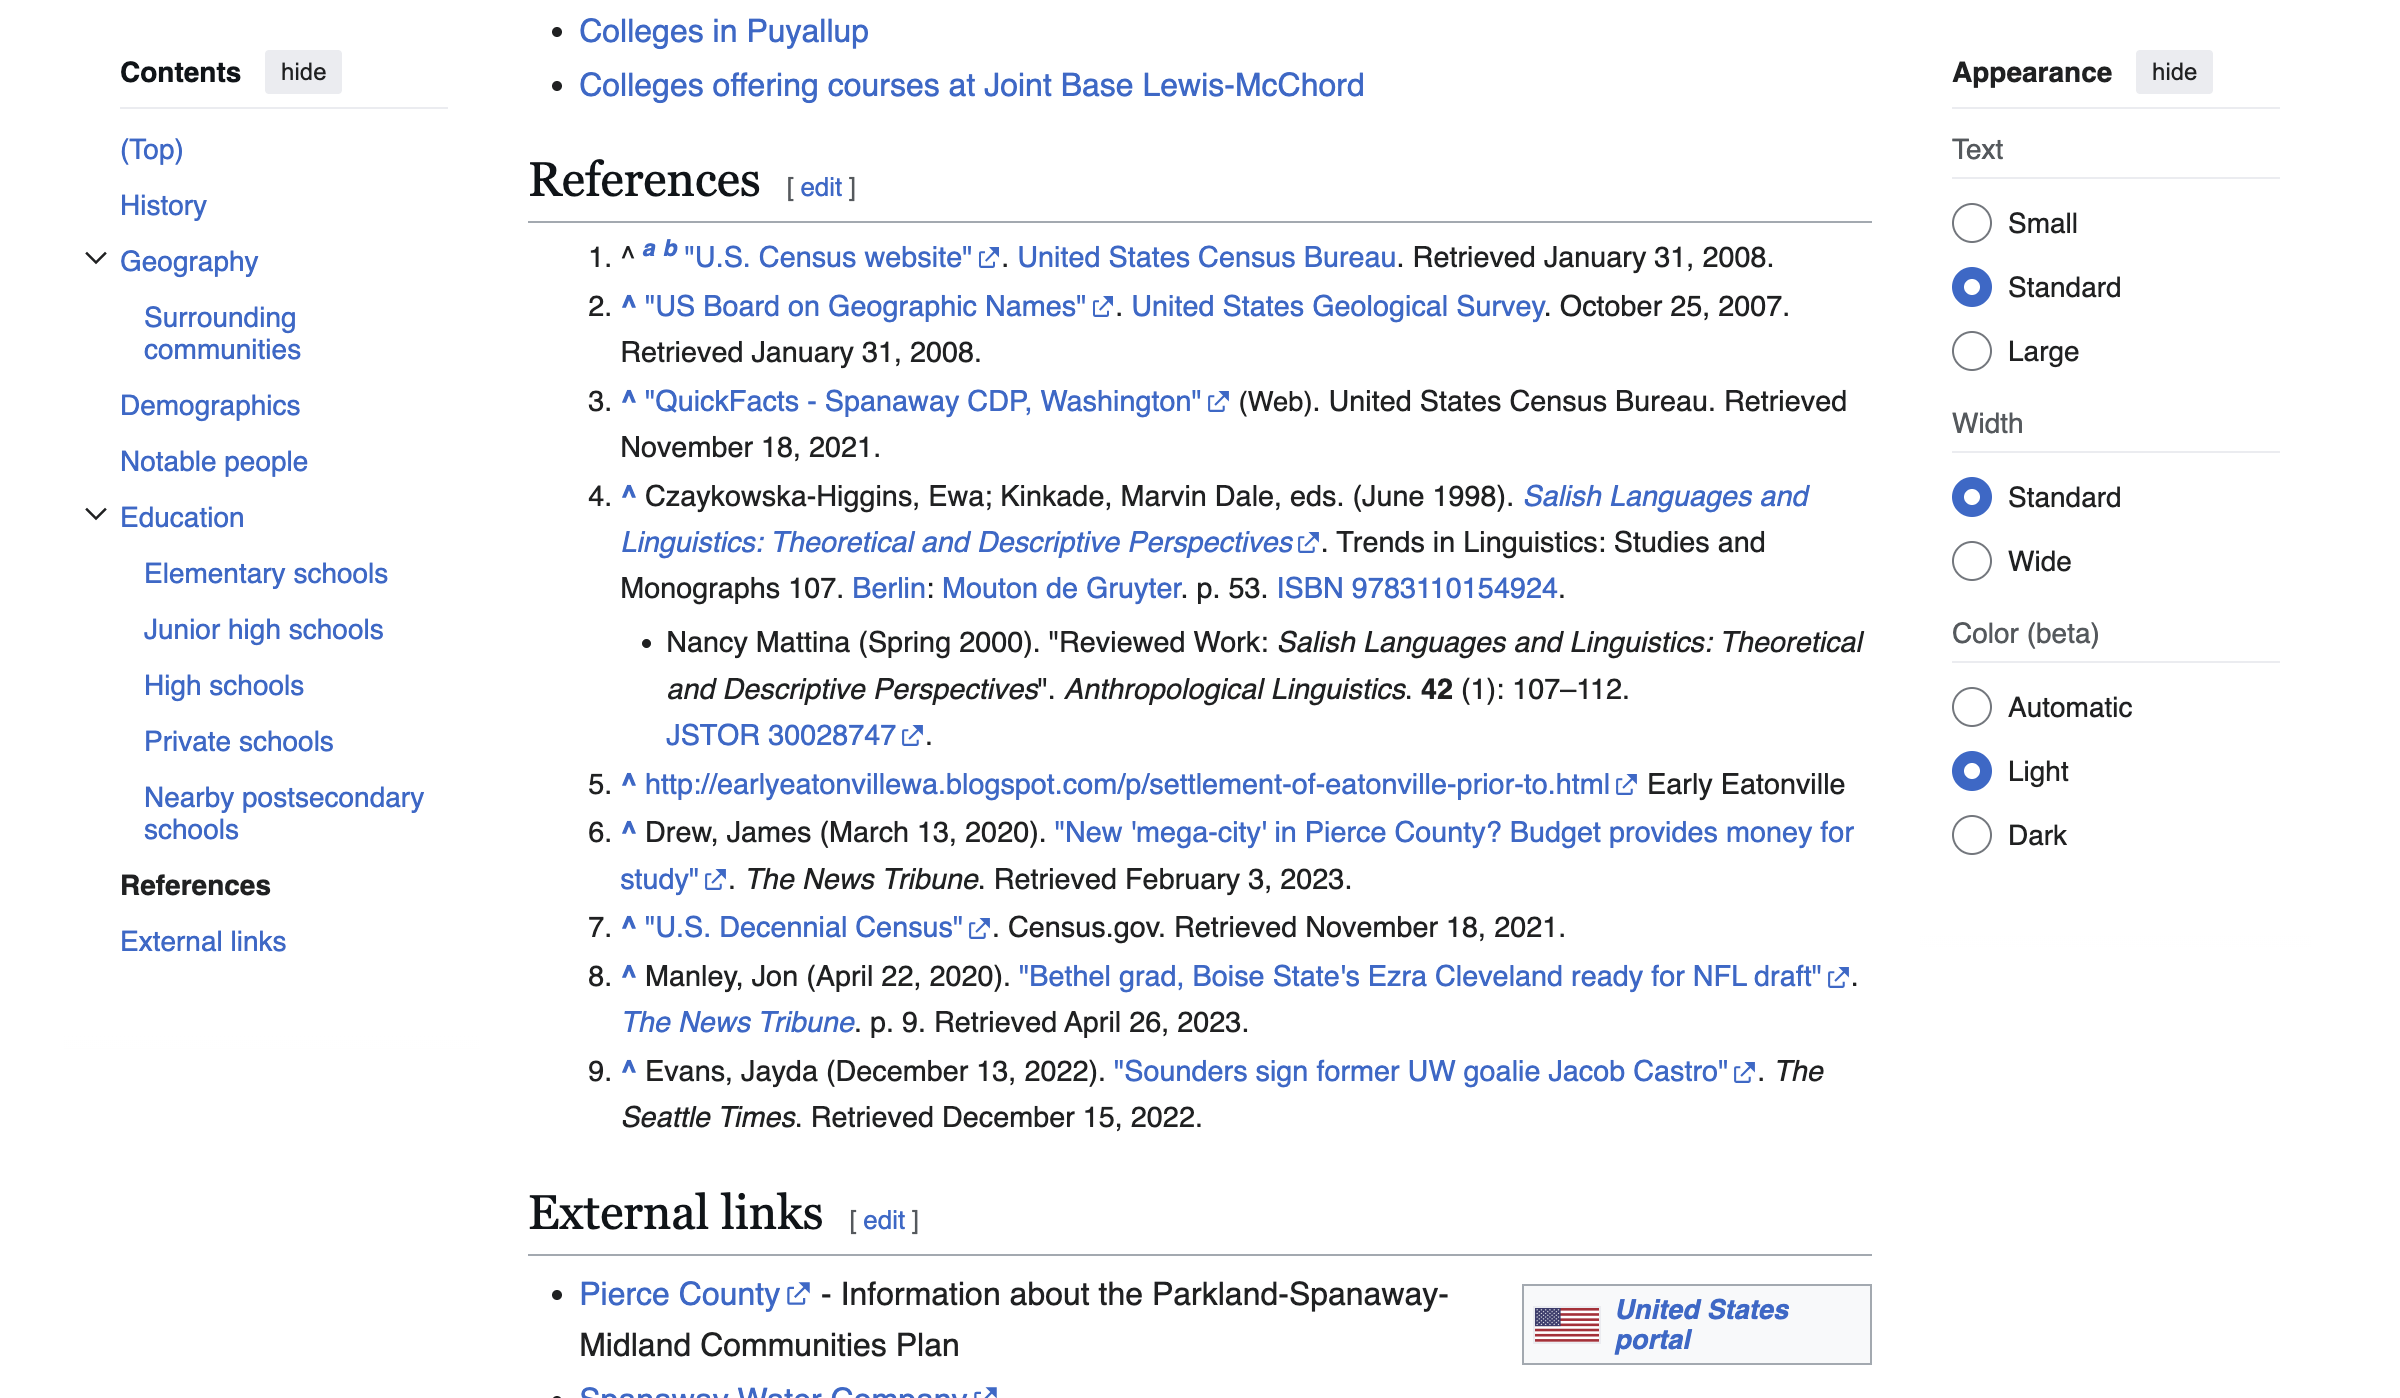 Contents hide
(Top)
History
Geography
Surrounding
communities
Demographics
Notable people
Education
Elementary schools
Junior high schools
High schools
Private schools
Nearby postsecondary
schools
References
External links
• Colleges in Puyallup
• Colleges offering courses at Joint Base Lewis-McChord
References [ edit ]
1. ^ a b "U.S. Census website". United States Census Bureau. Retrieved January 31, 2008.
2. ^ "US Board on Geographic Names". United States Geological Survey. October 25, 2007.
Retrieved January 31, 2008.
3. ^ "QuickFacts - Spanaway CDP, Washington" (Web). United States Census Bureau. Retrieved
November 18, 2021.
4. ^ Czaykowska-Higgins, Ewa; Kinkade, Marvin Dale, eds. (June 1998). Salish Languages and
Linguistics: Theoretical and Descriptive Perspectives. Trends in Linguistics: Studies and
Monographs 107. Berlin: Mouton de Gruyter. p. 53. ISBN 9783110154924.
• Nancy Mattina (Spring 2000). "Reviewed Work: Salish Languages and Linguistics: Theoretical
and Descriptive Perspectives". Anthropological Linguistics. 42 (1): 107–112.
JSTOR 30028747.
5. ^ http://earlyeatonvillewa.blogspot.com/p/settlement-of-eatonville-prior-to.html Early Eatonville
6. ^ Drew, James (March 13, 2020). "New 'mega-city' in Pierce County? Budget provides money for
study". The News Tribune. Retrieved February 3, 2023.
7. ^ "U.S. Decennial Census". Census.gov. Retrieved November 18, 2021.
8. ^ Manley, Jon (April 22, 2020). "Bethel grad, Boise State's Ezra Cleveland ready for NFL draft".
The News Tribune. p. 9. Retrieved April 26, 2023.
9. ^ Evans, Jayda (December 13, 2022). "Sounders sign former UW goalie Jacob Castro". The
Seattle Times. Retrieved December 15, 2022.
External links [ edit ]
• Pierce County - Information about the Parkland-Spanaway-
Midland Communities Plan
• Spanaway Water Company
United States
portal
Appearance hide
Text
Small
Standard
Large
Width
Standard
Wide
Color (beta)
Automatic
Light
Dark